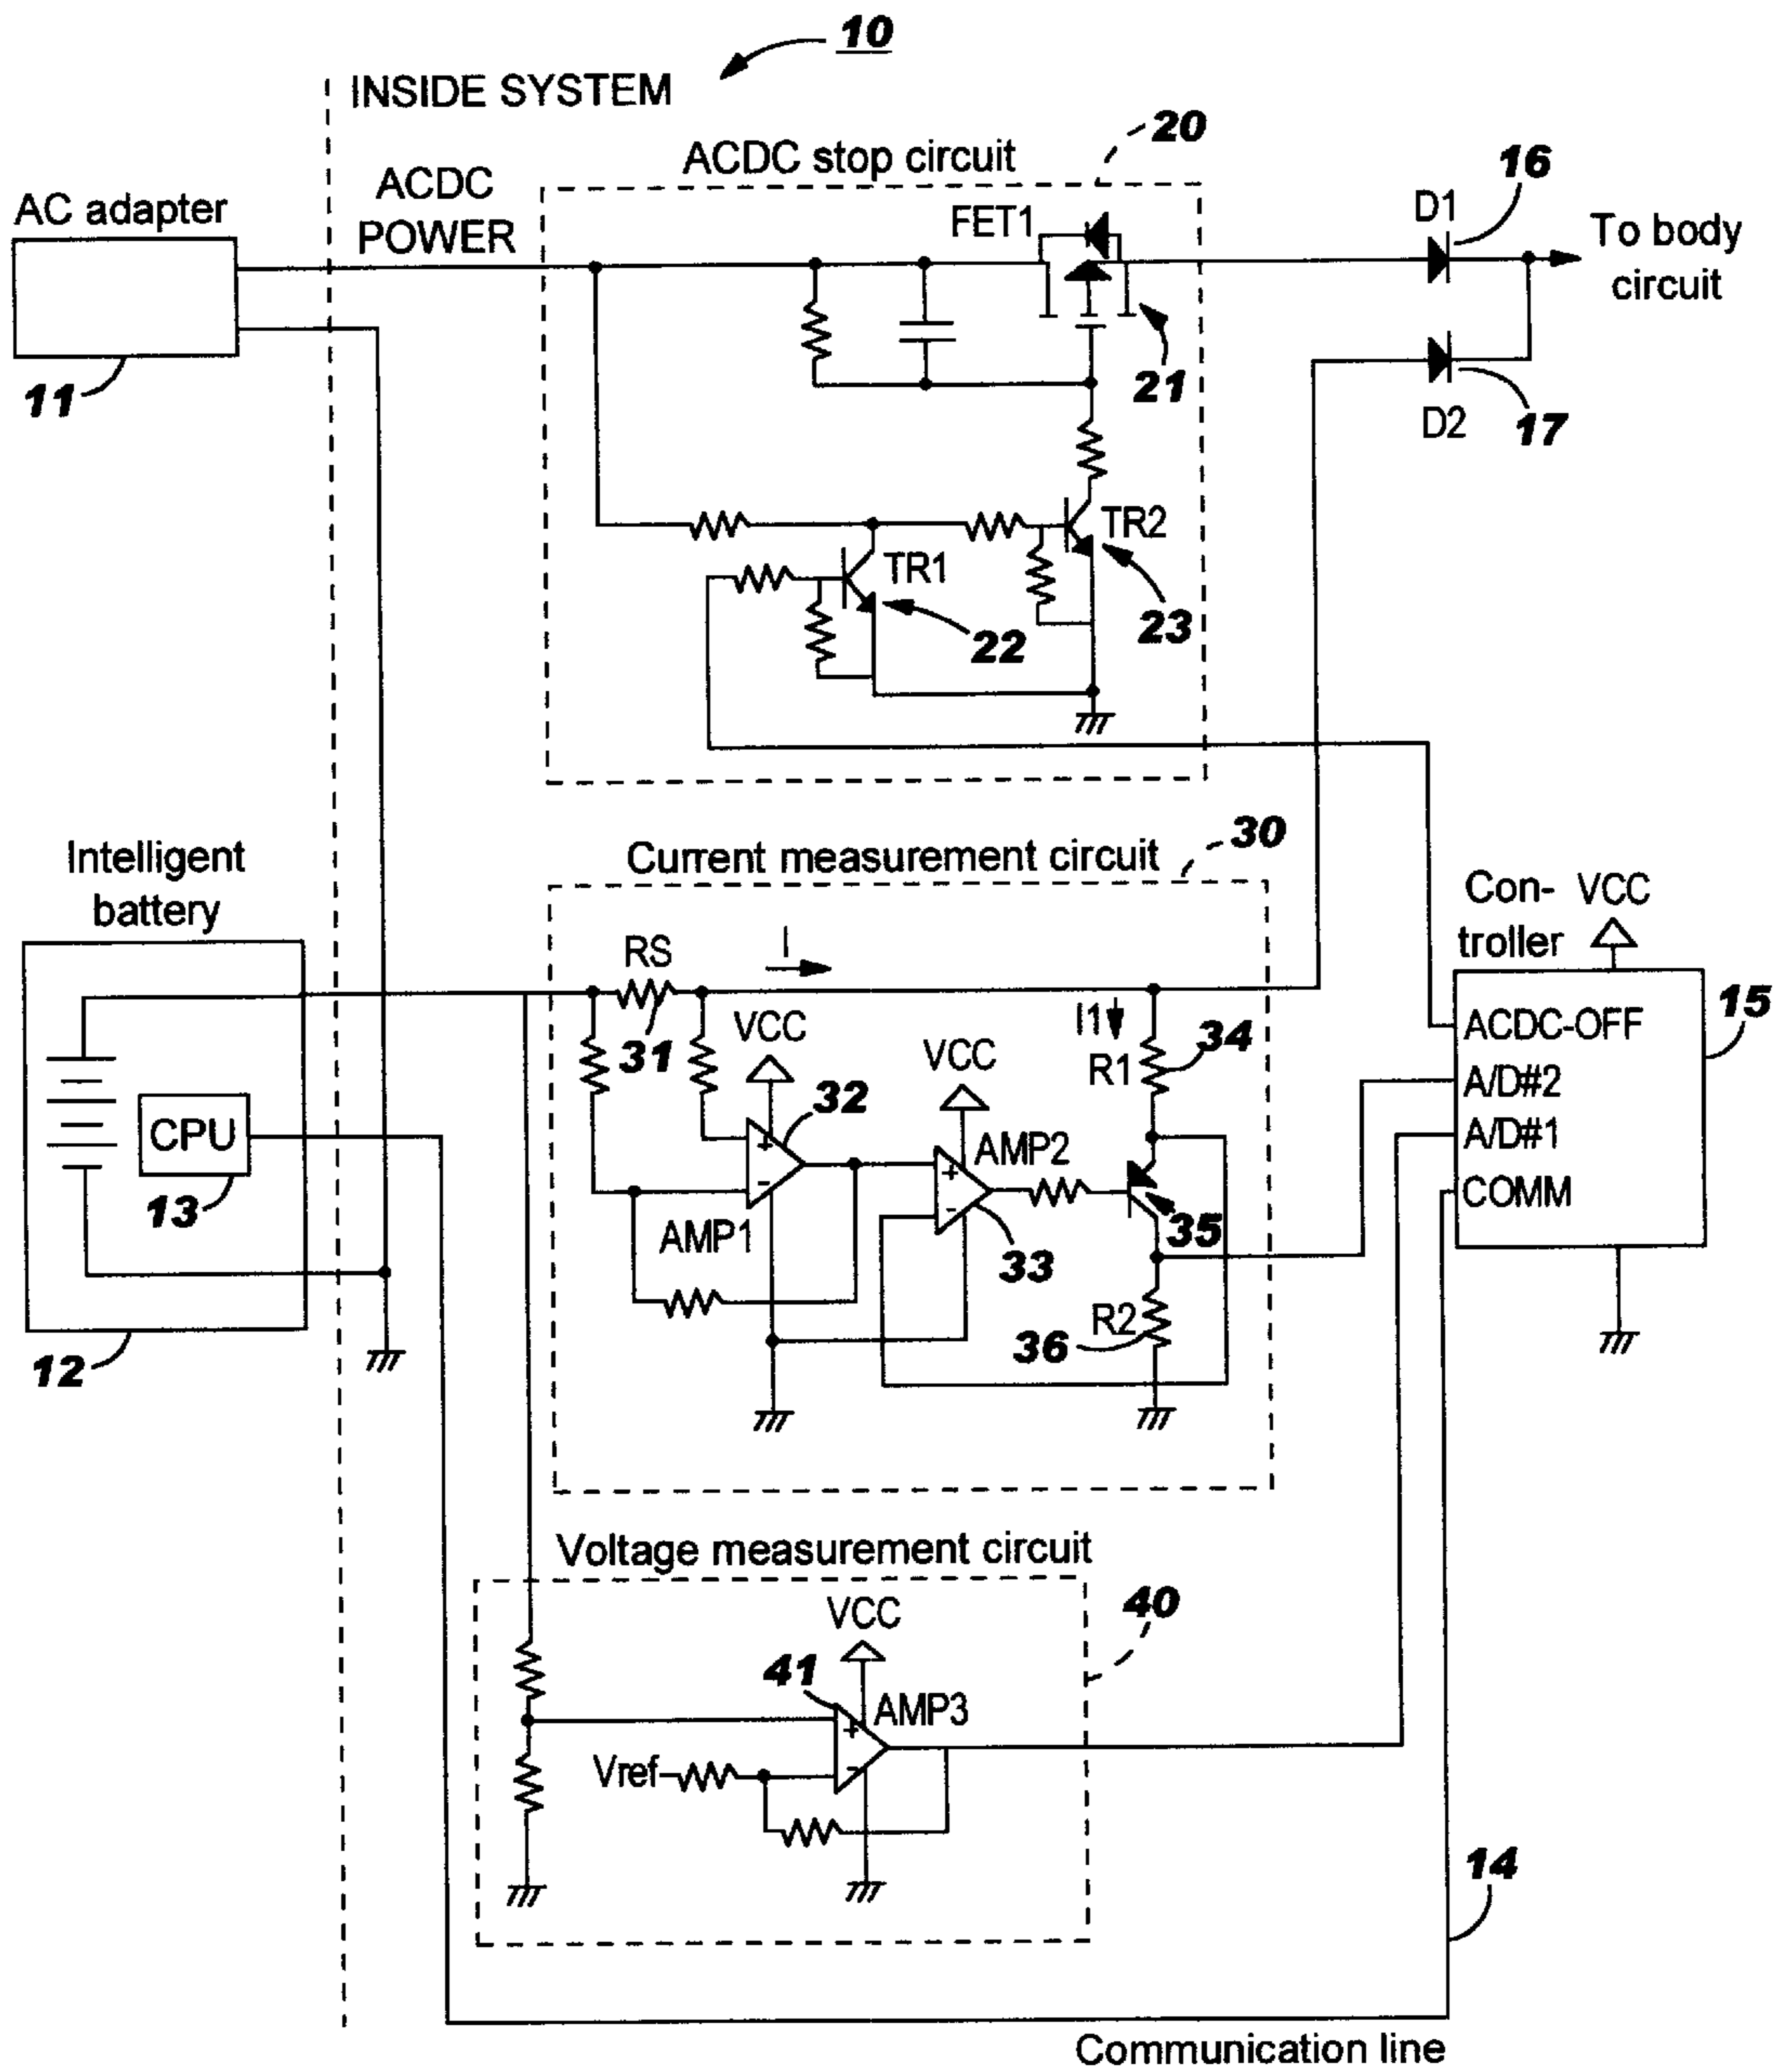 10
INSIDE SYSTEM
20
ACDC stop circuit
16
ACDC
POWER
AC adapter
FET1
D1
To body
circuit
11
21
D2
17
TR2
TR1
22
23
30
Current measurement circuit
Intelligent
battery
Con-
troller
VCC
I
RS
31
VCC
VCC
I1
R1
34
ACDC-OFF
15
A/D#2
A/D#1
COMM
CPU
13
32
+
-
AMP1
AMP2
+
-
33
35
R2
36
12
Voltage measurement circuit
VCC
40
41
AMP3
+
-
Vref
14
Communication line